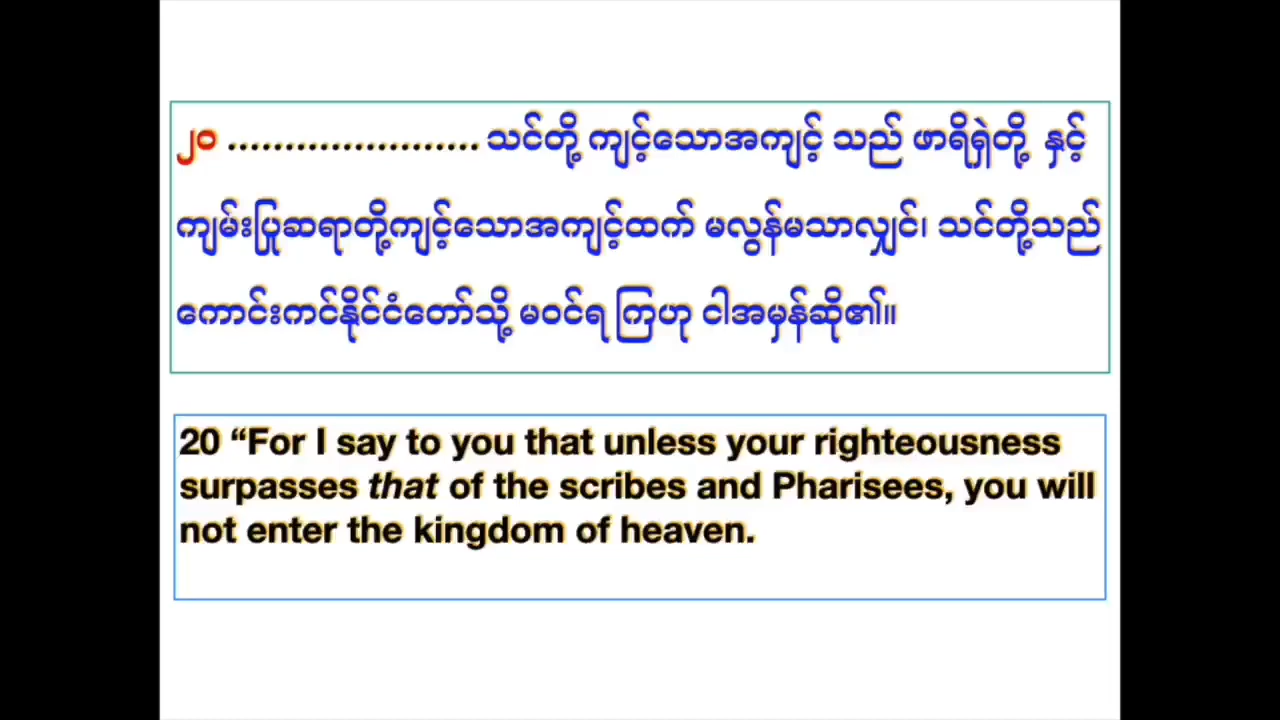 ၂၀ ...................... သင်တို့ ကျင့်သောအကျင့် သည် ဖာရိရှဲတို့ နှင့်
ကျမ်းပြုဆရာတို့ကျင့်သောအကျင့်ထက် မလွန်မသာလျှင်၊ သင်တို့သည်
ကောင်းကင်နိုင်ငံတော်သို့ မဝင်ရ ကြဟု ငါအမှန်ဆို၏။
20 “For I say to you that unless your righteousness
surpasses that of the scribes and Pharisees, you will
not enter the kingdom of heaven.